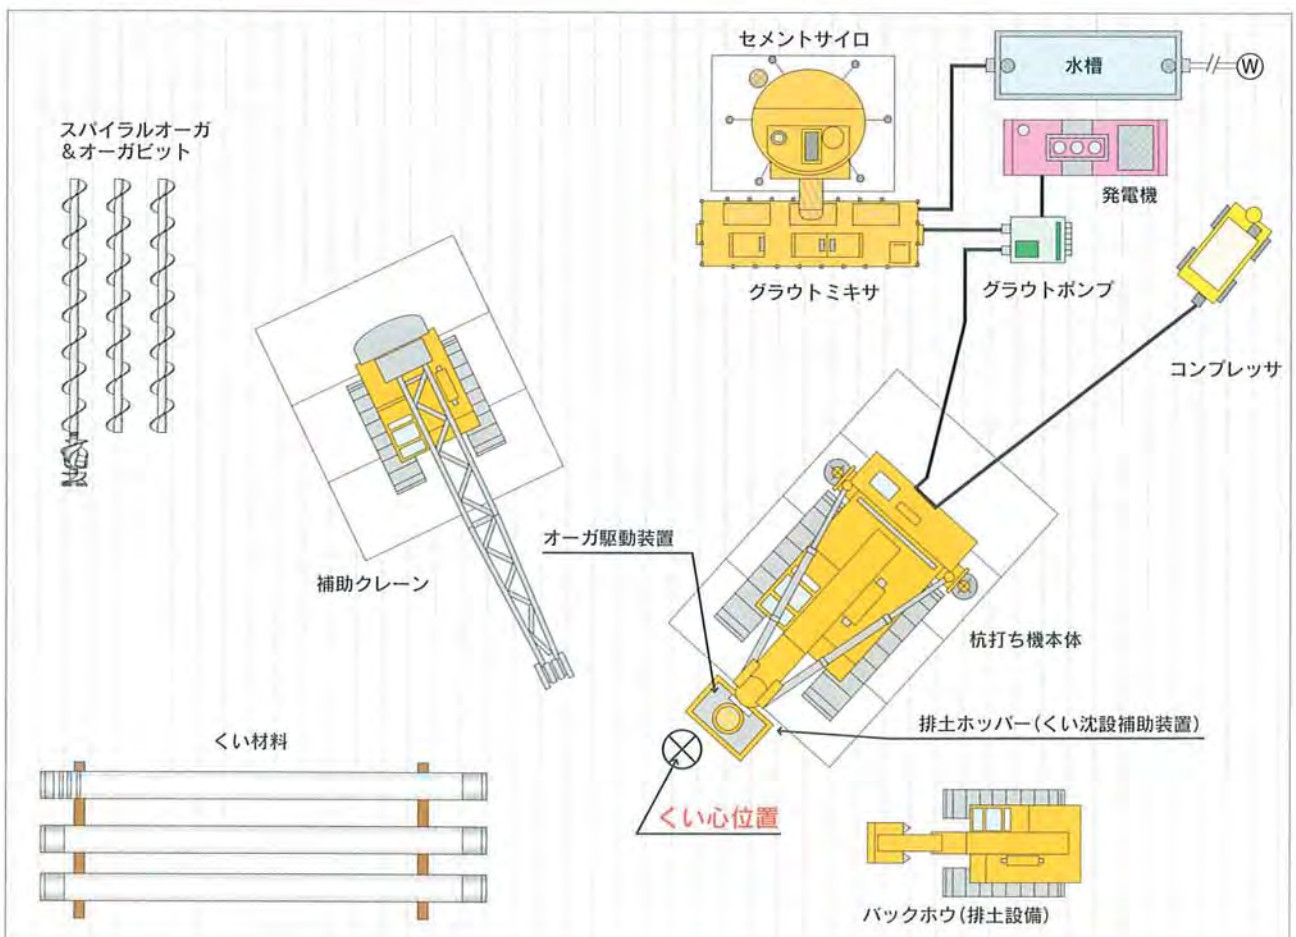 セメントサイロ
水槽
W
スパイラルオーガ
&オーガビット
発電機
グラウトミキサ
グラウトポンプ
コンプレッサ
オーガ駆動装置
補助クレーン
杭打ち機本体
排土ホッパー(くい沈設補助装置)
くい材料
くい心位置
バックホウ(排土設備)